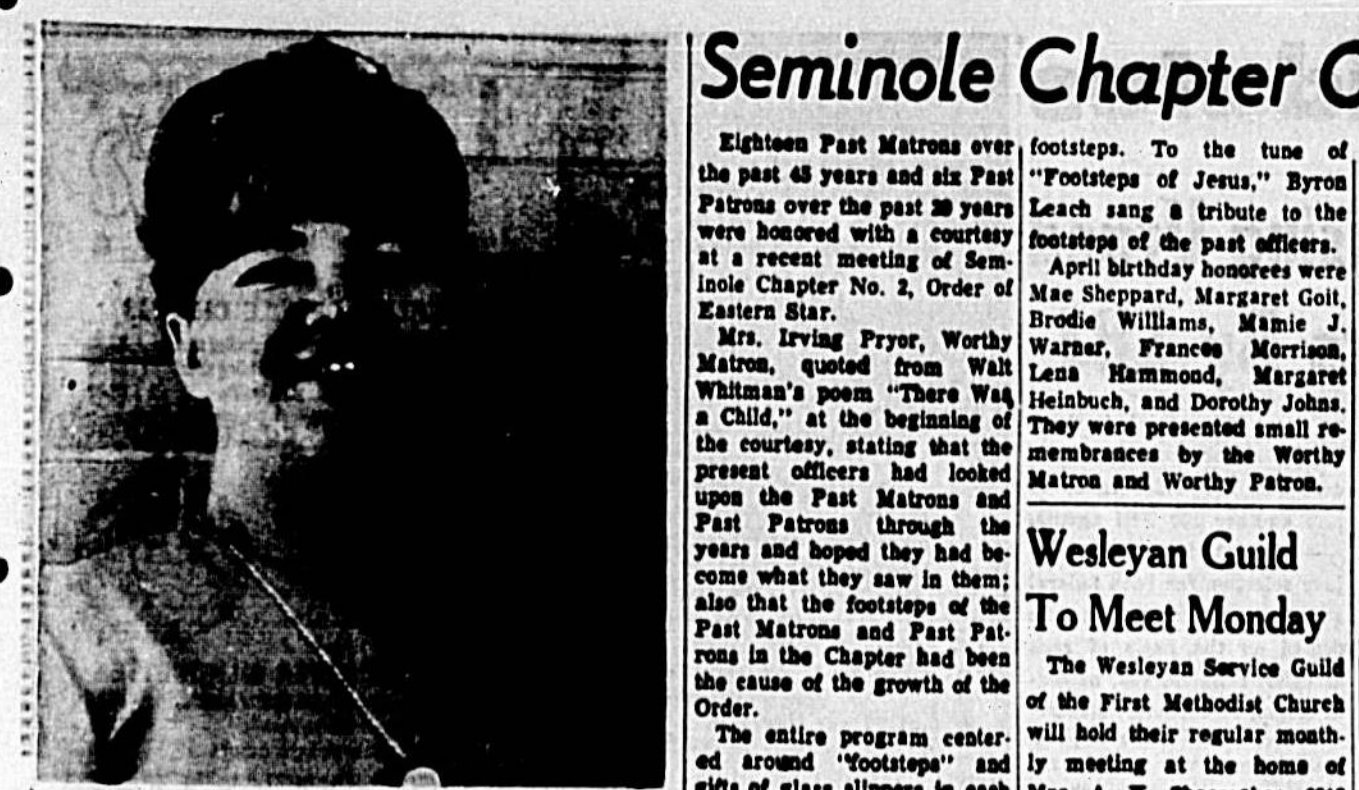 Seminole Chapter
Eighteen Past Matrons over
the past 45 years and six Past
Patrons over the past 20 years
were honored with a courtesy
at a recent meeting of Sem-
inole Chapter No. 2, Order of
Eastern Star.
Mrs. Irving Pryor, Worthy
Matron, quoted from Walt
Whitman's poem "There Was
a Child," at the beginning of
the courtesy, stating that the
present officers had looked
upon the Past Matrons and
Past Patrons through the
years and hoped they had be-
come what they saw in them;
also that the footsteps of the
Past Matrons and Past Pat-
rons in the Chapter had been
the cause of the growth of the
Order.
The entire program center-
ed around "footsteps" and
gifts of glass slippers in each
footsteps. To the tune of
"Footsteps of Jesus," Byron
Leach sang a tribute to the
footsteps of the past officers.
April birthday honorees were
Mae Sheppard, Margaret Goit,
Brodie Williams, Mamie J.
Warner, Frances Morrison,
Lena Hammond, Margaret
Heinbuch, and Dorothy Johns.
They were presented small re-
membrances by the Worthy
Matron and Worthy Patron.
Wesleyan Guild
To Meet Monday
The Wesleyan Service Guild
of the First Methodist Church
will hold their regular month-
ly meeting at the home of